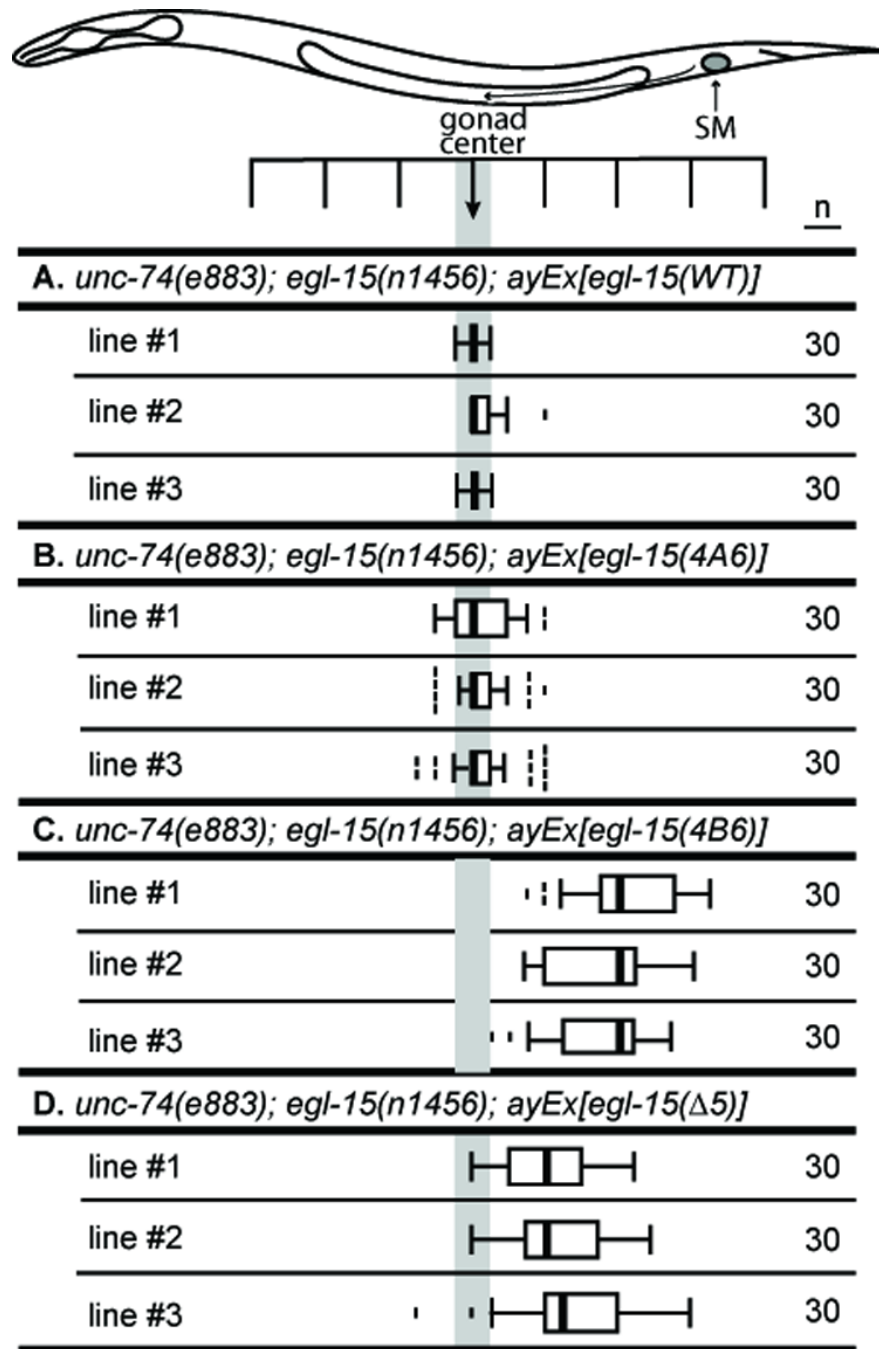 gonad
center
SM
n
A. unc-74(e883); egl-15(n1456); ayEx[egl-15(WT)]
line #1 30
line #2 30
line #3 30
B. unc-74(e883); egl-15(n1456); ayEx[egl-15(4A6)]
line #1 30
line #2 30
line #3 30
C. unc-74(e883); egl-15(n1456); ayEx[egl-15(4B6)]
line #1 30
line #2 30
line #3 30
D. unc-74(e883); egl-15(n1456); ayEx[egl-15(Δ5)]
line #1 30
line #2 30
line #3 30